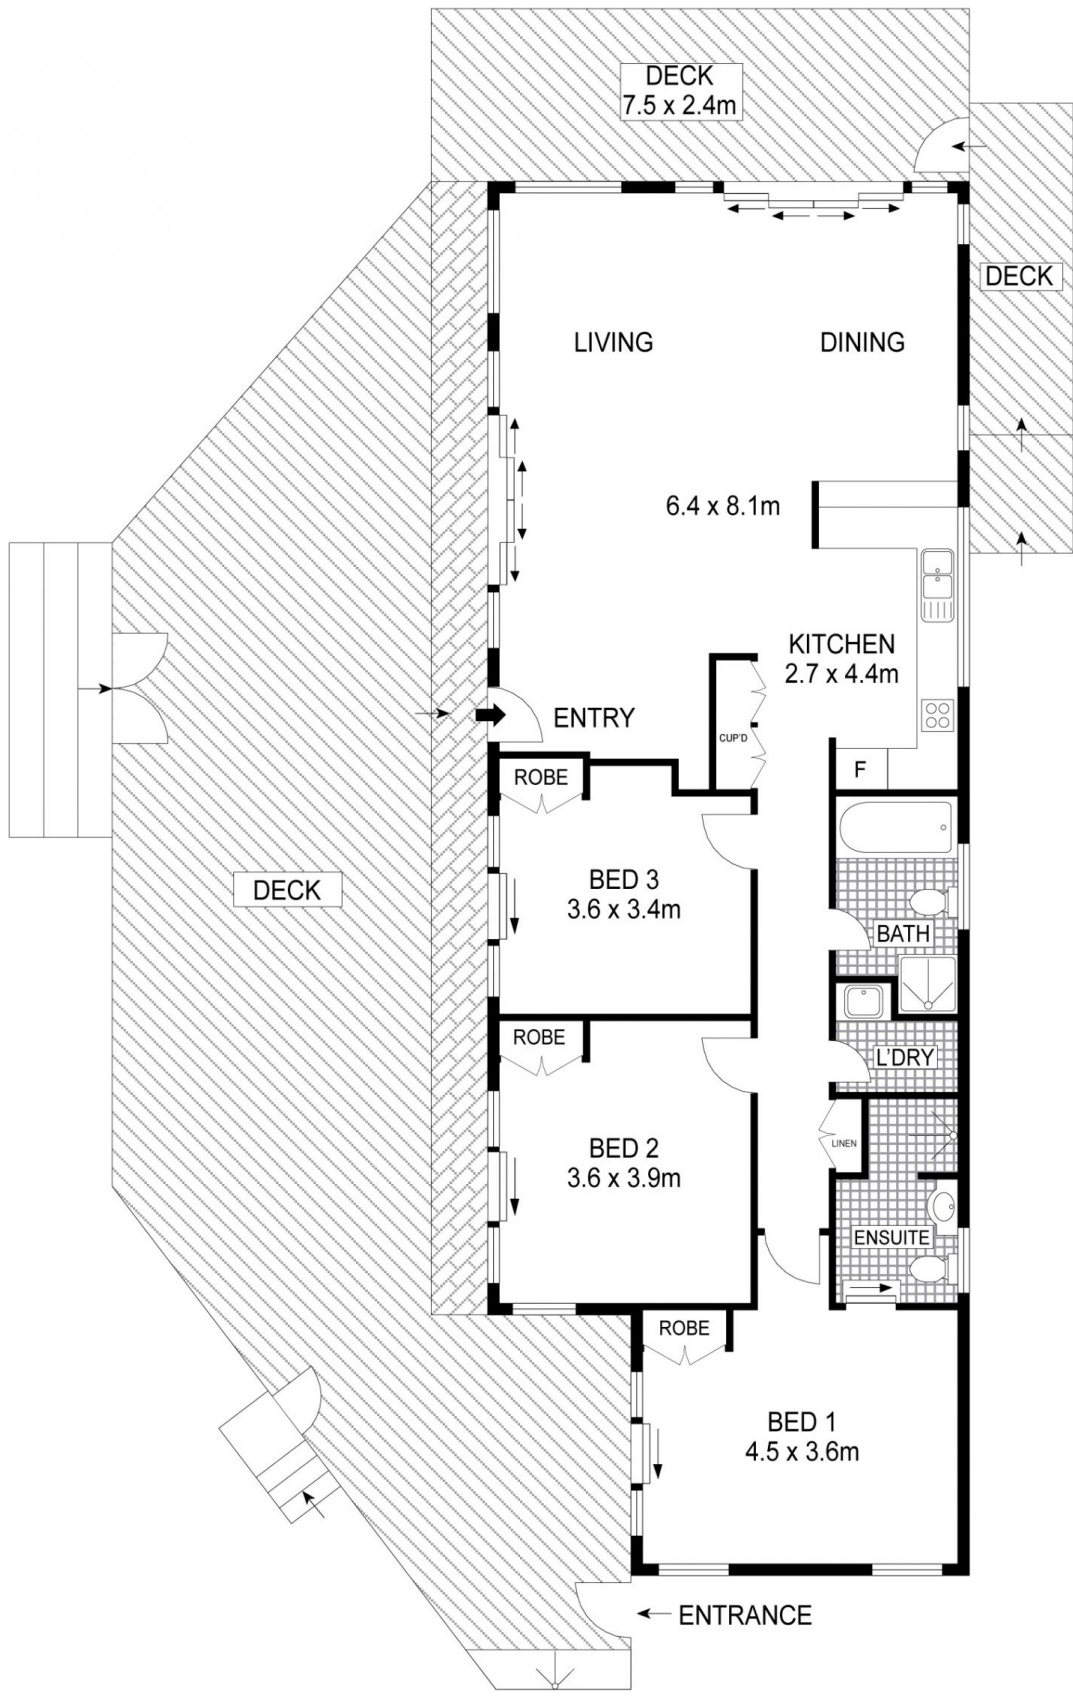 DECK
7.5 x 2.4m
DECK
LIVING
DINING
6.4 x 8.1m
KITCHEN
2.7 x 4.4m
ENTRY
CUP'D
F
ROBE
BED 3
3.6 x 3.4m
DECK
BATH
ROBE
L'DRY
BED 2
3.6 x 3.9m
LINEN
ENSUITE
ROBE
BED 1
4.5 x 3.6m
ENTRANCE